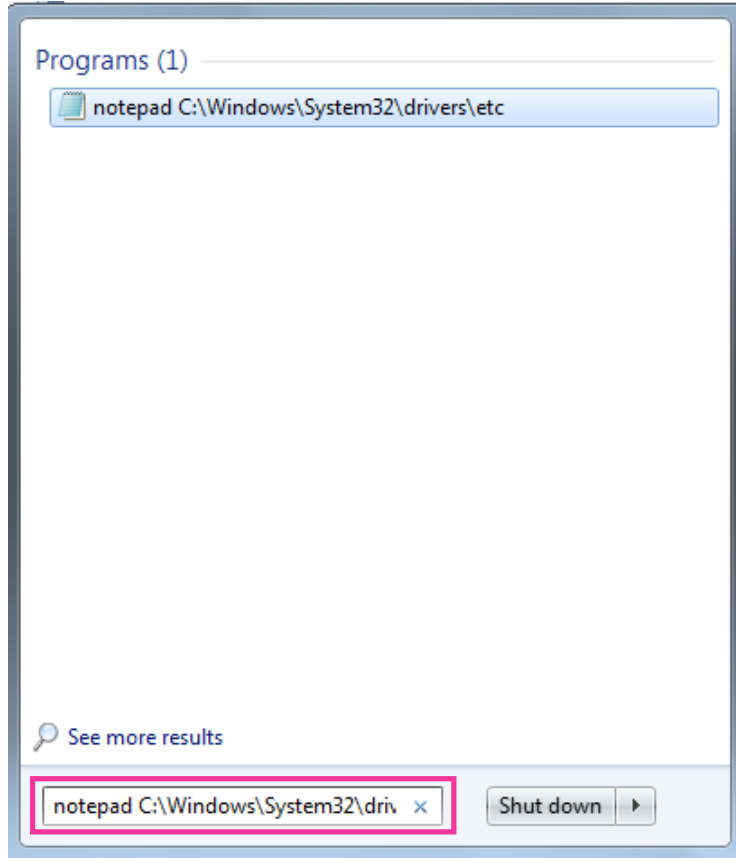 Programs (1)
notepad C:\Windows\System32\drivers\etc
See more results
notepad C:\Windows\System32\driv
Shut down